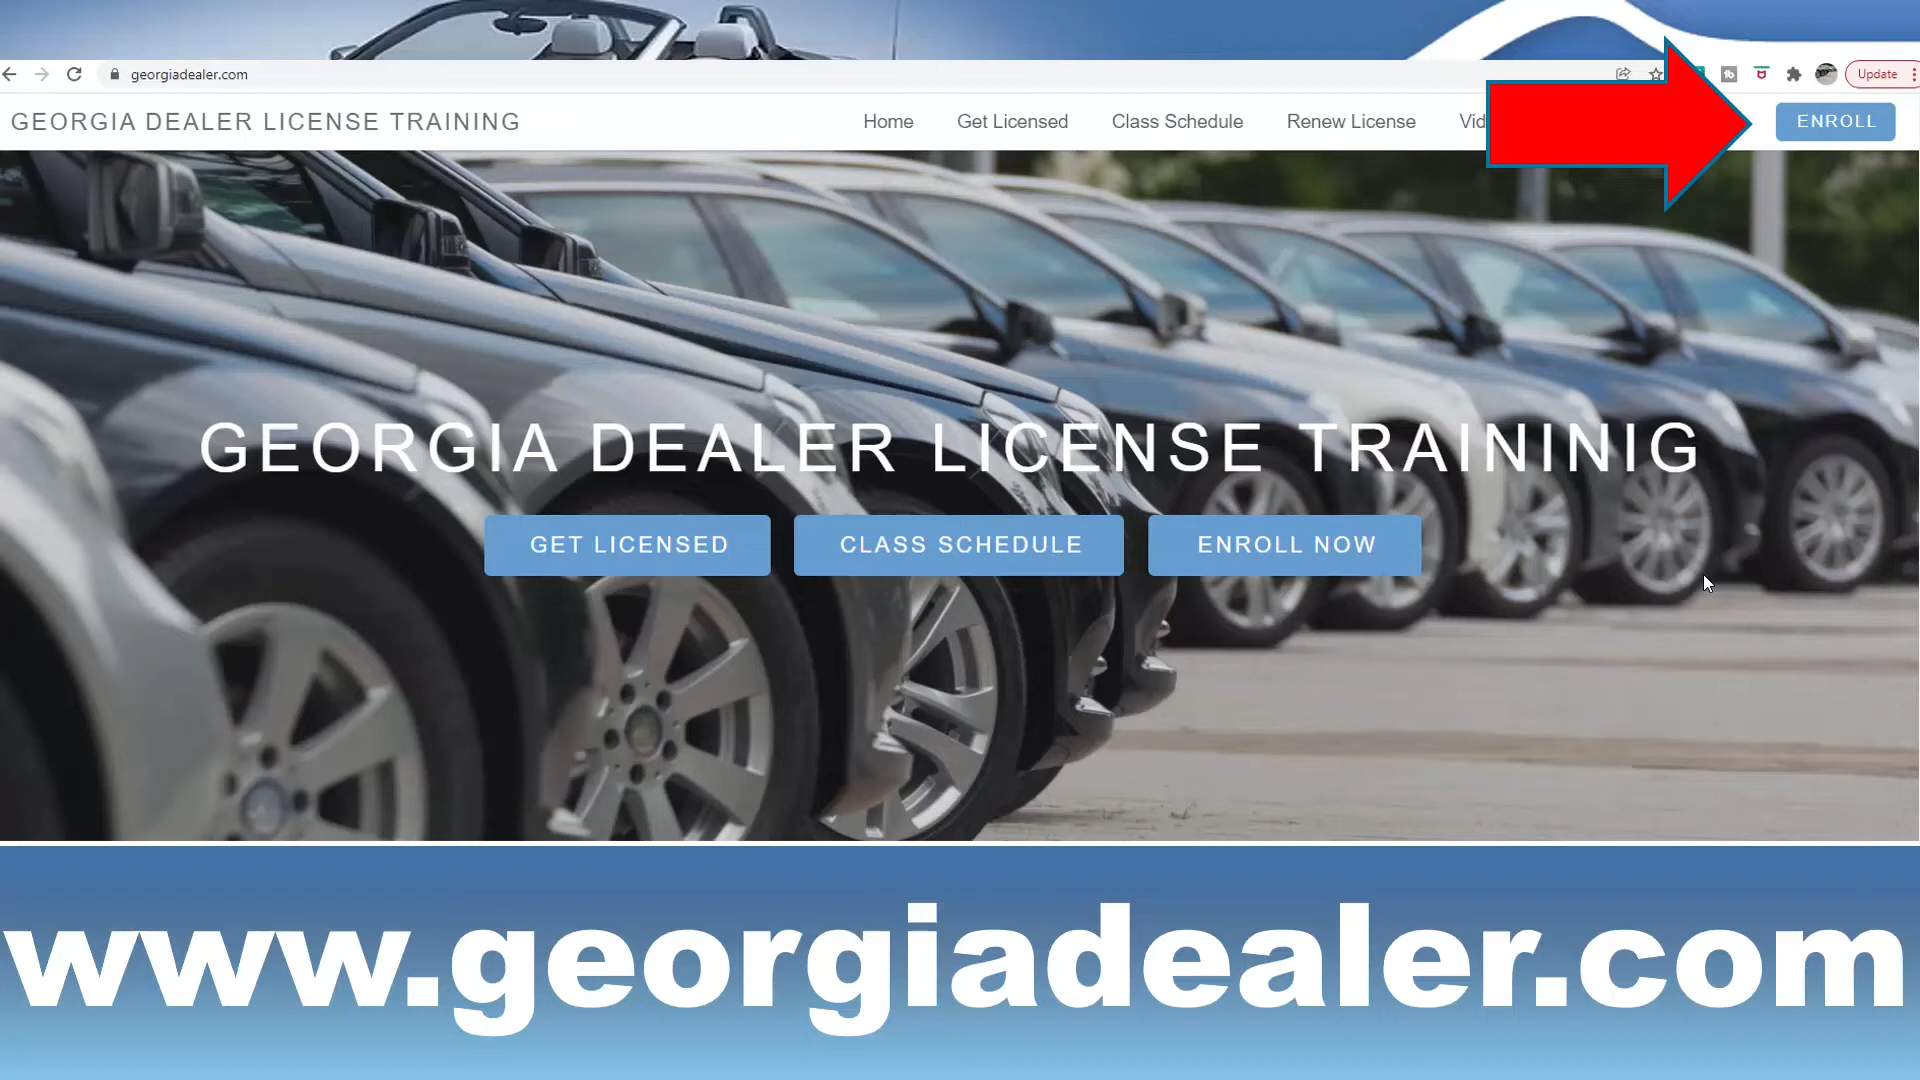 georgiadealer.com
Update
GEORGIA DEALER LICENSE TRAINING
Home
Get Licensed
Class Schedule
Renew License
Vid
ENROLL
GEORGIA DEALER LICENSE TRAININIG
GET LICENSED
CLASS SCHEDULE
ENROLL NOW
www.georgiadealer.com